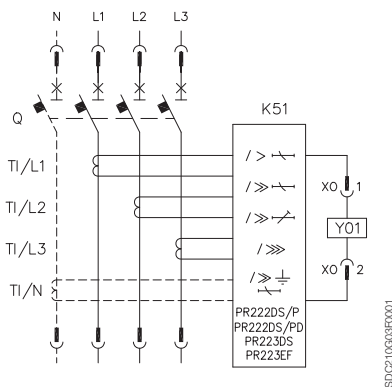 N L1 L2 L3
K51
Q
TI/L1
XO 1
TI/L2
Y01
TI/L3
XO 2
TI/N
PR222DS/P
PR222DS/PD
PR223DS
PR223EF
/ >
/ ≫
/ ≫
/ ⋙
/ ≫
1SDC210G03F0001